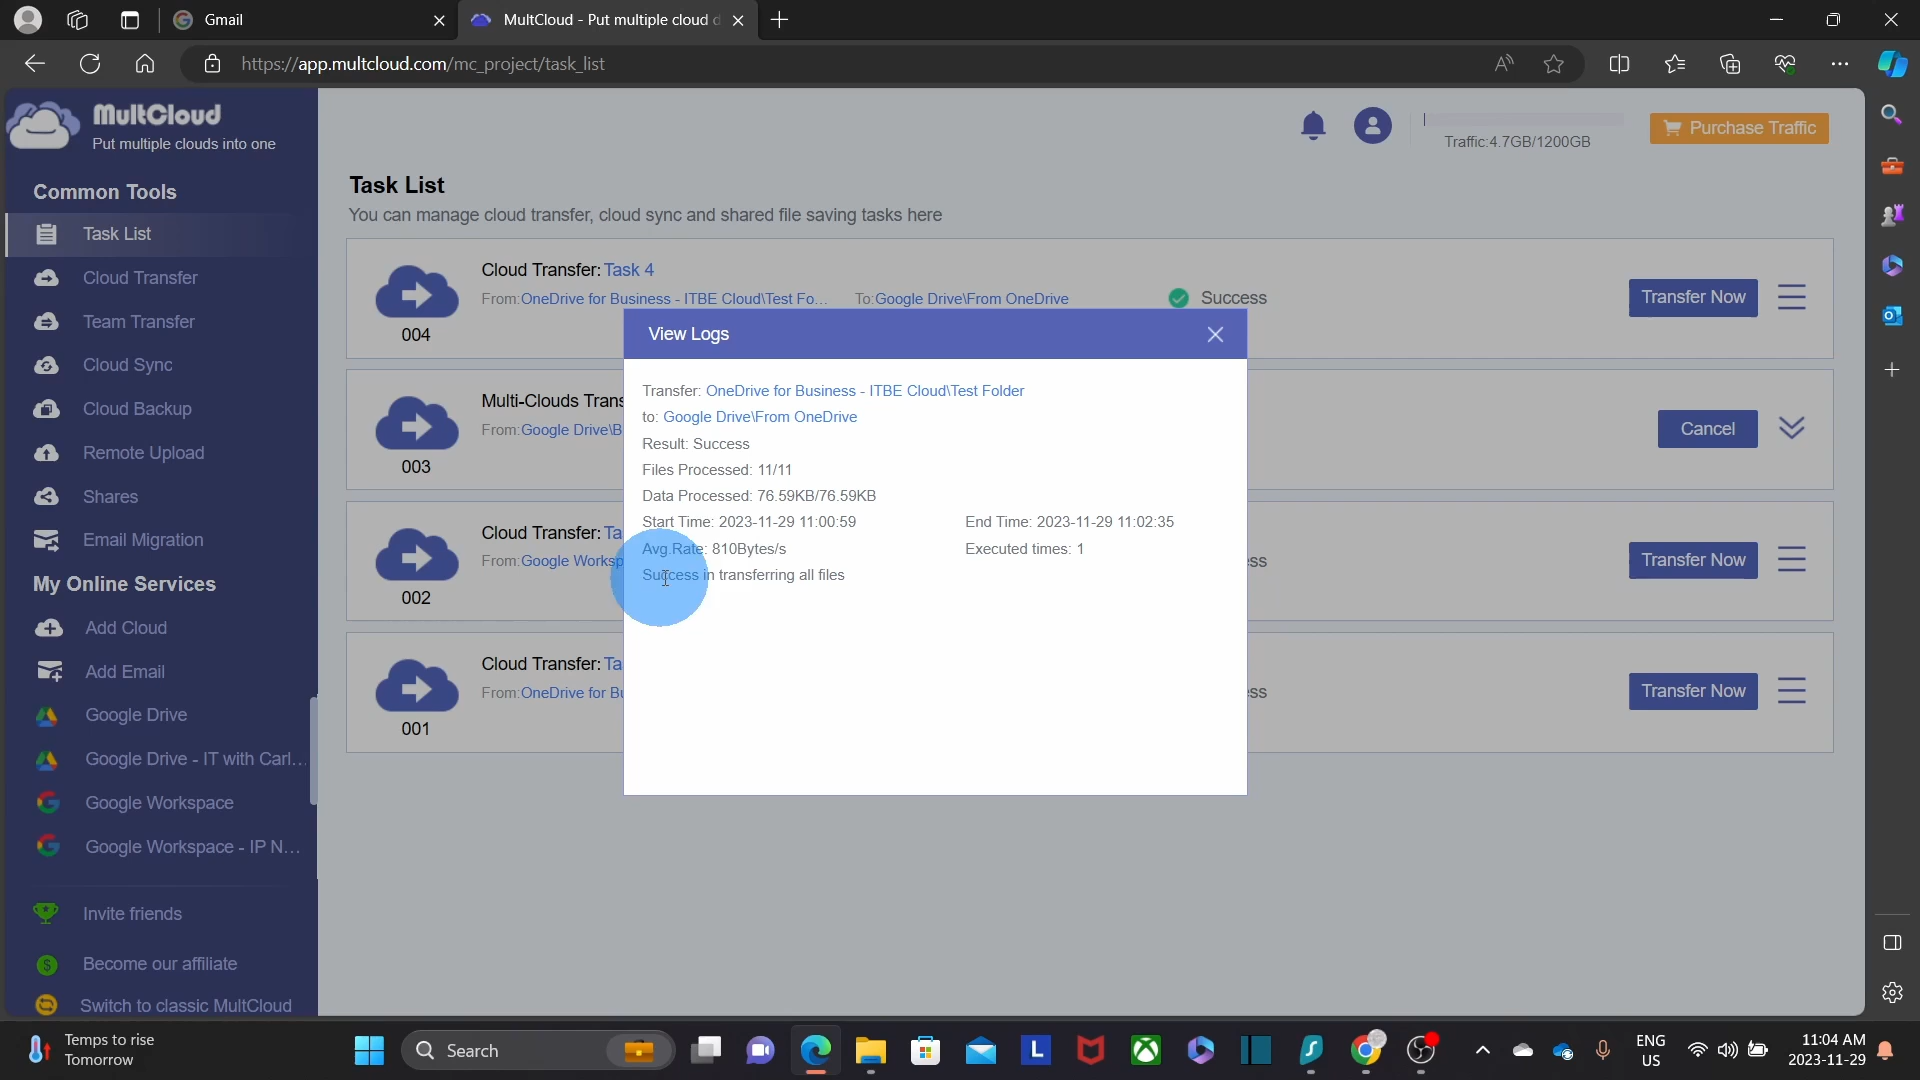 Gmail
MultCloud - Put multiple cloud d
https://app.multcloud.com/mc_project/task_list
MultCloud
Put multiple clouds into one
Common Tools
Task List
Cloud Transfer
Team Transfer
Cloud Sync
Cloud Backup
Remote Upload
Shares
Email Migration
My Online Services
Add Cloud
Add Email
Google Drive
Google Drive - IT with Carl...
Google Workspace
Google Workspace - IP N...
Invite friends
Become our affiliate
Switch to classic MultCloud
Traffic:4.7GB/1200GB
Purchase Traffic
Task List
You can manage cloud transfer, cloud sync and shared file saving tasks here
Cloud Transfer: Task 4
From:OneDrive for Business - ITBE Cloud\Test Fo... To:Google Drive\From OneDrive
Success
Transfer Now
004
Multi-Clouds Trans
From:Google Drive\B
Cancel
003
Cloud Transfer: Ta
From:Google Worksp
ss
Transfer Now
002
Cloud Transfer: Ta
From:OneDrive for Bu
ss
Transfer Now
001
View Logs
Transfer: OneDrive for Business - ITBE Cloud\Test Folder
to: Google Drive\From OneDrive
Result: Success
Files Processed: 11/11
Data Processed: 76.59KB/76.59KB
Start Time: 2023-11-29 11:00:59 End Time: 2023-11-29 11:02:35
Avg.Rate: 810Bytes/s Executed times: 1
Success in transferring all files
Temps to rise
Tomorrow
Search
ENG
US
11:04 AM
2023-11-29